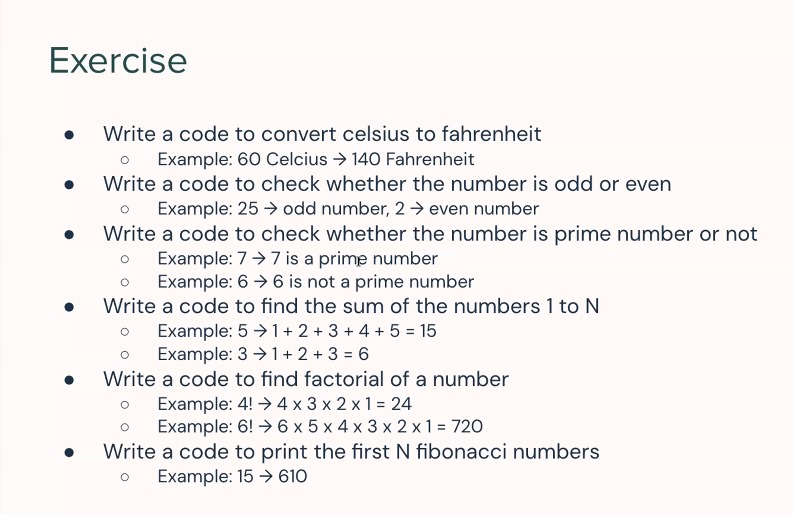 Exercise
● Write a code to convert celsius to fahrenheit
○ Example: 60 Celcius → 140 Fahrenheit
● Write a code to check whether the number is odd or even
○ Example: 25 → odd number, 2 → even number
● Write a code to check whether the number is prime number or not
○ Example: 7 → 7 is a prime number
○ Example: 6 → 6 is not a prime number
● Write a code to find the sum of the numbers 1 to N
○ Example: 5 → 1 + 2 + 3 + 4 + 5 = 15
○ Example: 3 → 1 + 2 + 3 = 6
● Write a code to find factorial of a number
○ Example: 4! → 4 x 3 x 2 x 1 = 24
○ Example: 6! → 6 x 5 x 4 x 3 x 2 x 1 = 720
● Write a code to print the first N fibonacci numbers
○ Example: 15 → 610